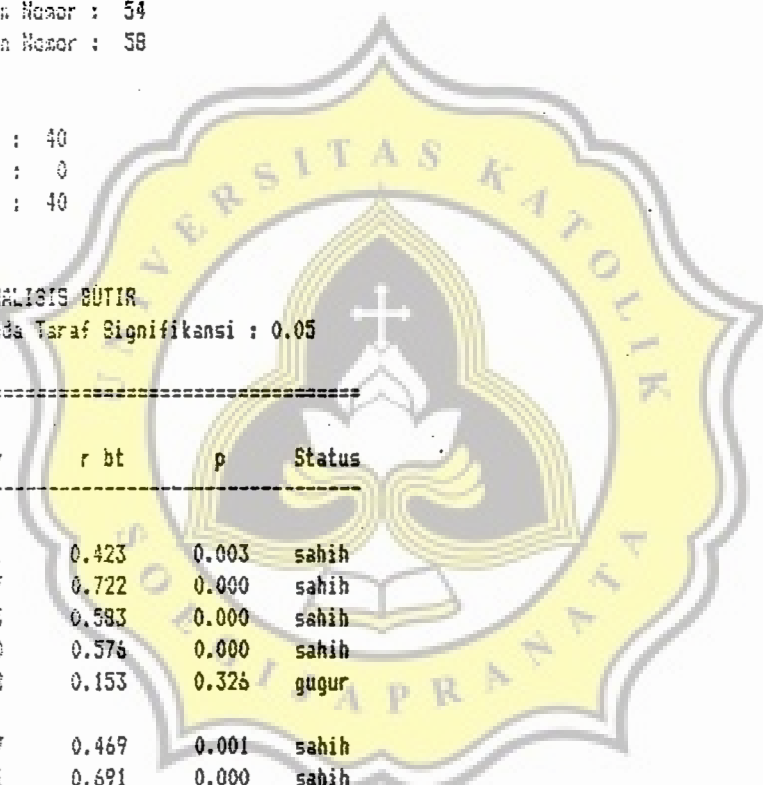 Nomor : 54
Nomor : 58
: 40
: 0
: 40
BUTIR
Taraf Signifikansi : 0.05
r bt p Status
0.423 0.003 sahih
0.722 0.000 sahih
0.583 0.000 sahih
0.576 0.000 sahih
0.153 0.326 gugur
0.469 0.001 sahih
0.691 0.000 sahih
UNIVERSITAS KATOLIK
SOEGIJAPRANATA